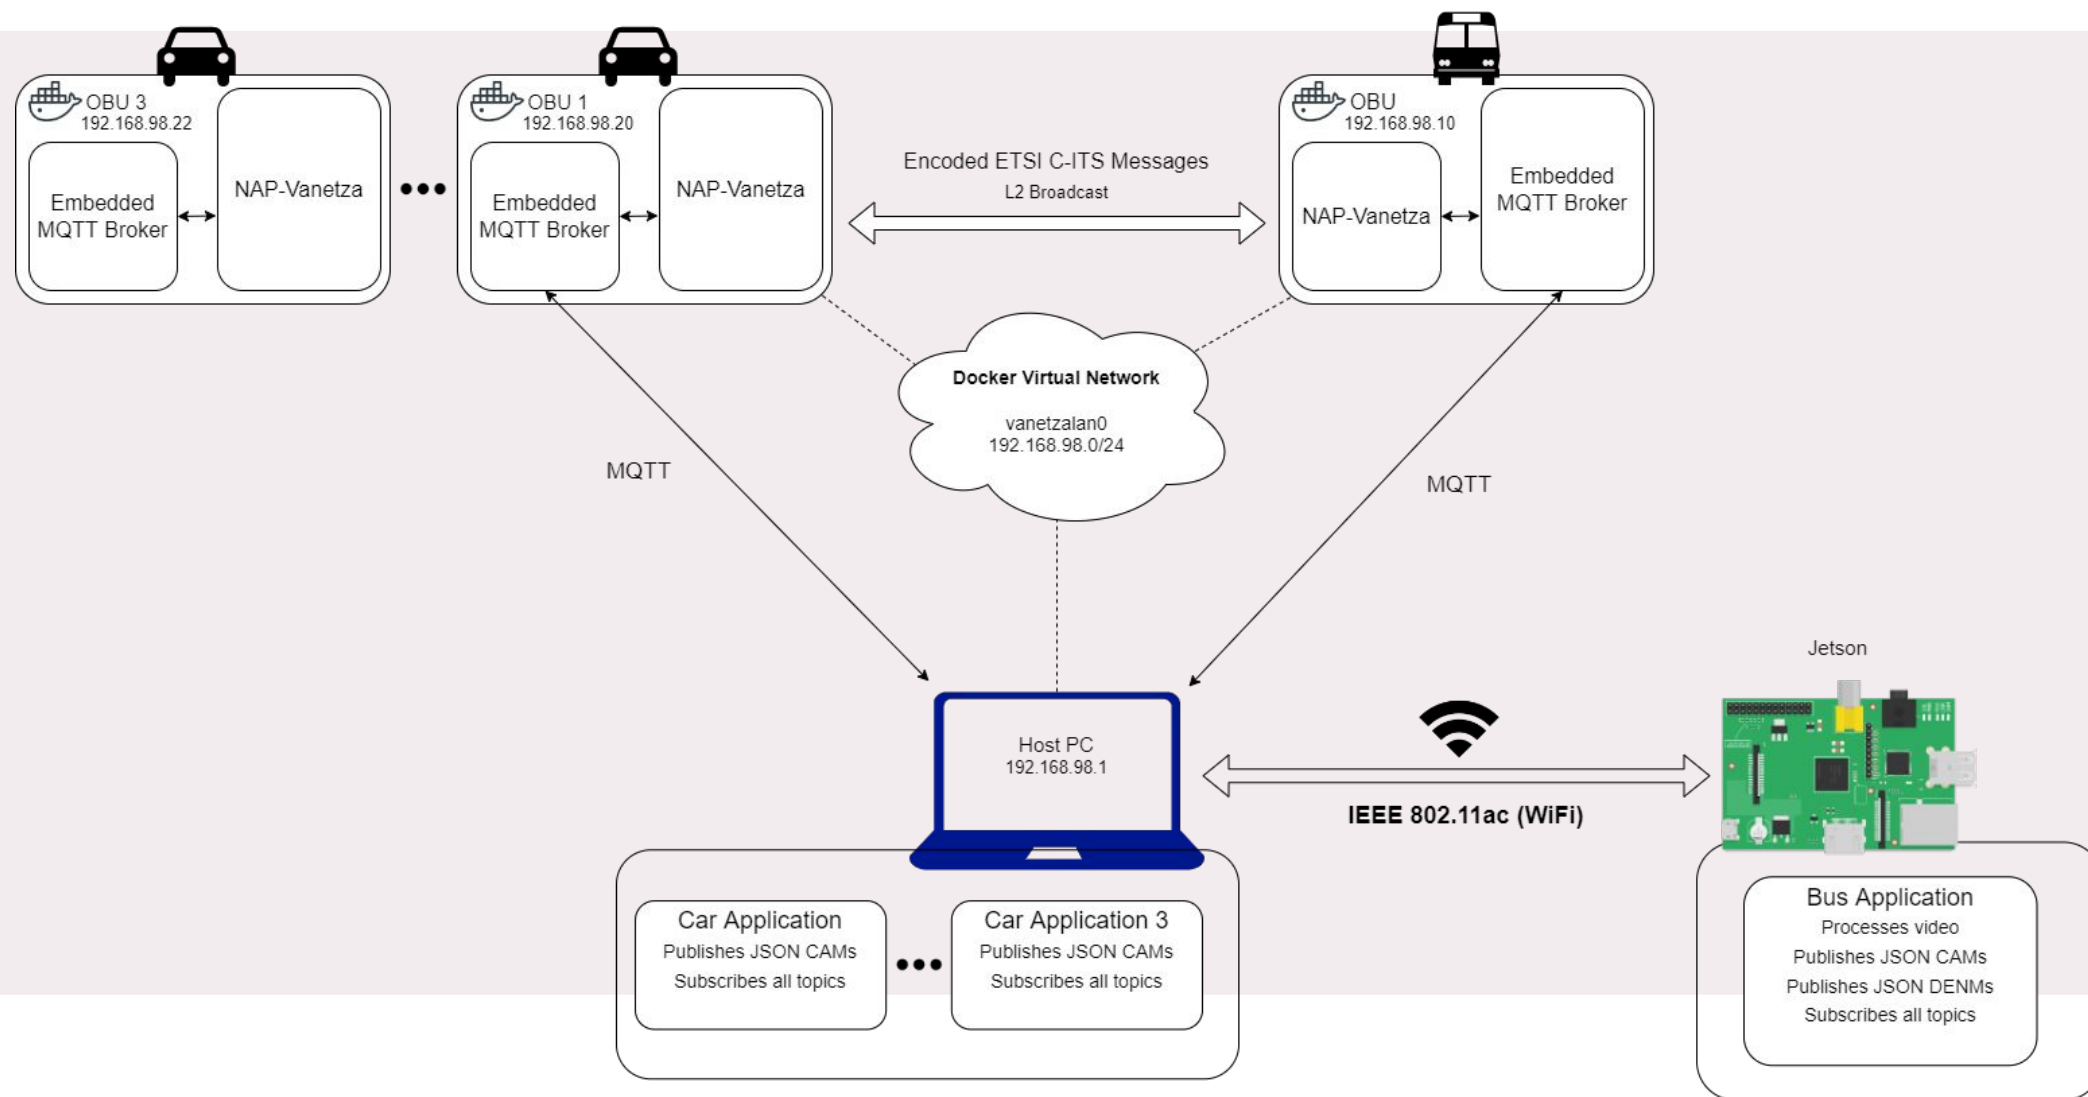 OBU 3
192.168.98.22
Embedded
MQTT Broker
NAP-Vanetza
OBU 1
192.168.98.20
Embedded
MQTT Broker
NAP-Vanetza
Encoded ETSI C-ITS Messages
L2 Broadcast
OBU
192.168.98.10
NAP-Vanetza
Embedded
MQTT Broker
Docker Virtual Network
vanetzalan0
192.168.98.0/24
MQTT
MQTT
Host PC
192.168.98.1
IEEE 802.11ac (WiFi)
Jetson
Car Application
Publishes JSON CAMs
Subscribes all topics
Car Application 3
Publishes JSON CAMs
Subscribes all topics
Bus Application
Processes video
Publishes JSON CAMs
Publishes JSON DENMs
Subscribes all topics